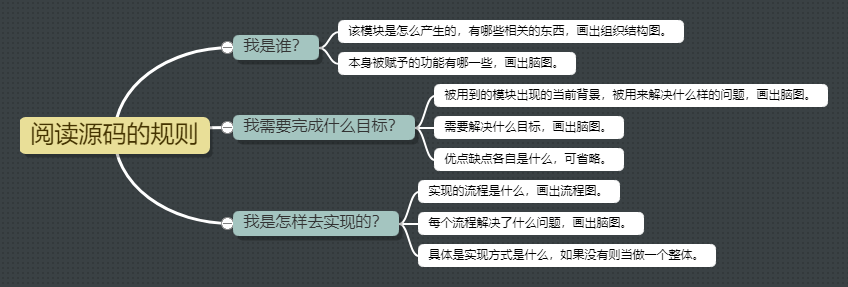 阅读源码的规则
我是谁？
该模块是怎么产生的，有哪些相关的东西，画出组织结构图。
本身被赋予的功能有哪一些，画出脑图。
我需要完成什么目标？
被用到的模块出现的当前背景，被用来解决什么样的问题，画出脑图。
需要解决什么目标，画出脑图。
优点缺点各自是什么，可省略。
我是怎样去实现的？
实现的流程是什么，画出流程图。
每个流程解决了什么问题，画出脑图。
具体是实现方式是什么，如果没有则当做一个整体。